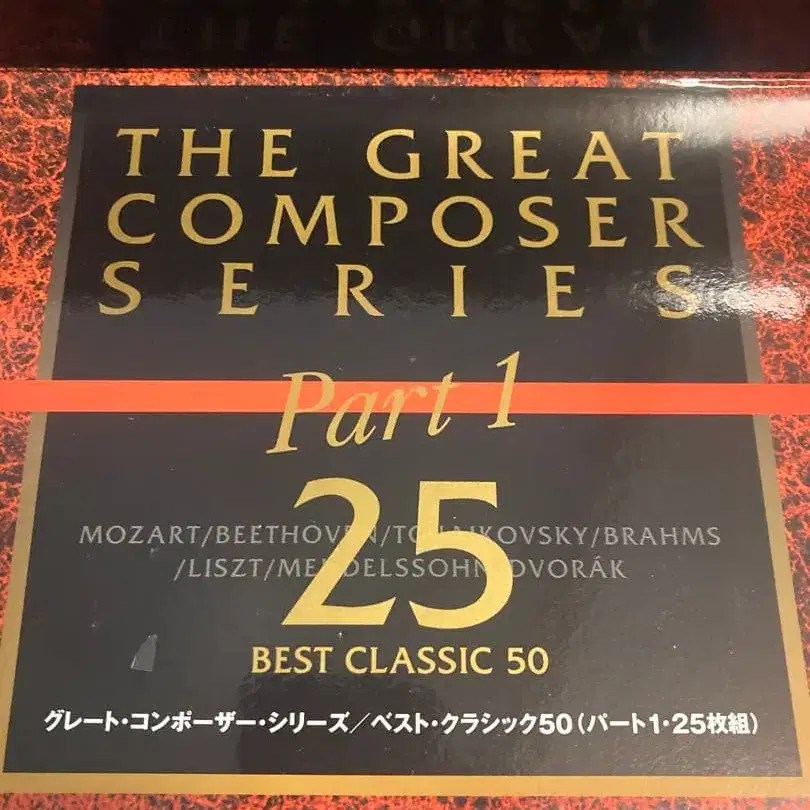 THE GREAT
COMPOSER
SERIES
Part 1
25
MOZART/BEETHOVEN/TCHAIKOVSKY/BRAHMS
/LISZT/MENDELSSOHN/DVORÁK
BEST CLASSIC 50
グレート・コンポーザー・シリーズ/ベスト・クラシック50(パート1・25枚組)